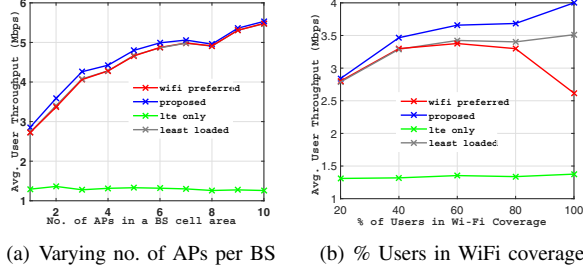 Avg. User Throughput (Mbps)
6
5
4
3
2
1
2
4
6
8
10
No. of APs in a BS cell area
wifi preferred
proposed
lte only
least loaded
(a) Varying no. of APs per BS
Avg. User Throughput (Mbps)
4
3.5
3
2.5
2
1.5
1
20
40
60
80
100
% of Users in Wi-Fi Coverage
wifi preferred
proposed
lte only
least loaded
(b) % Users in WiFi coverage